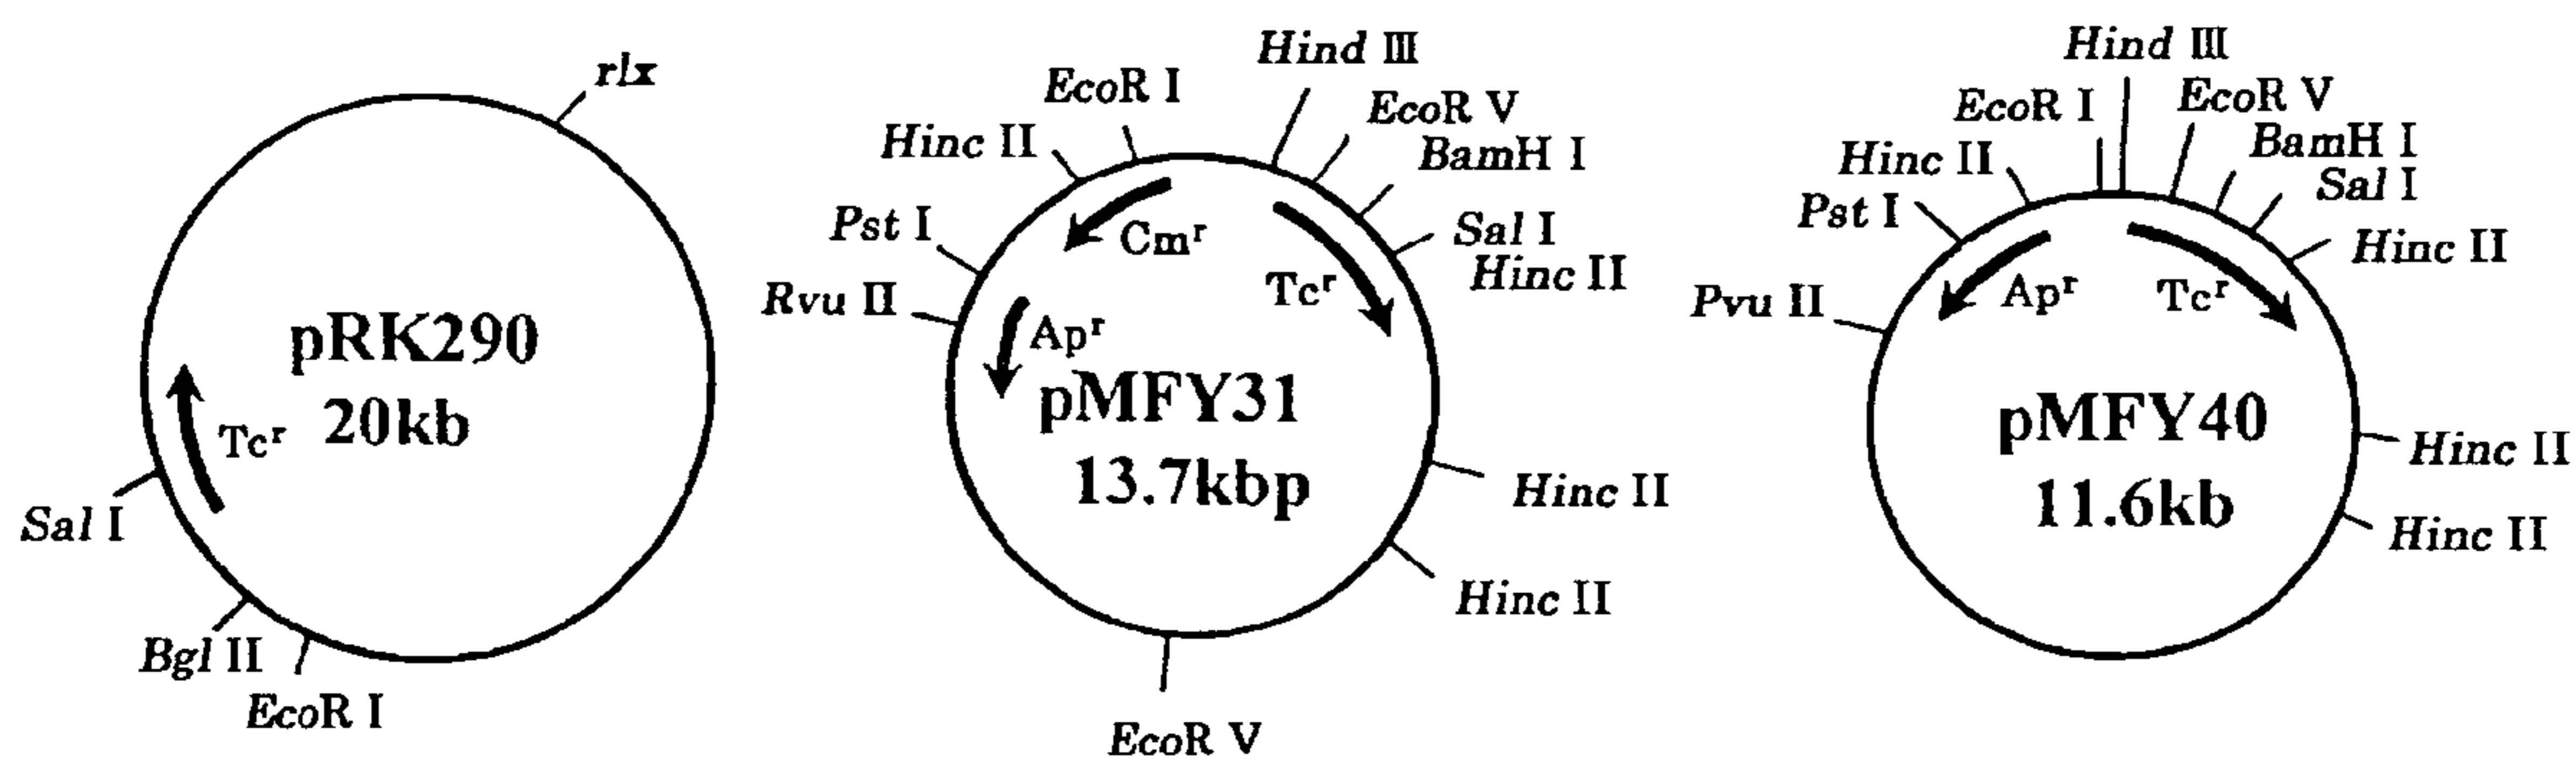 rlx
pRK290
20kb
Tcʳ
Sal I
Bgl II
EcoR I
Hind III
EcoR I
EcoR V
Hinc II
BamH I
Pst I
Cmʳ
Sal I
Hinc II
Tcʳ
Rvu II
Apʳ
pMFY31
13.7kbp
Hinc II
Hinc II
EcoR V
Hind III
EcoR I
EcoR V
Hinc II
BamH I
Sal I
Pst I
Hinc II
Pvu II
Apʳ
Tcʳ
pMFY40
11.6kb
Hinc II
Hinc II